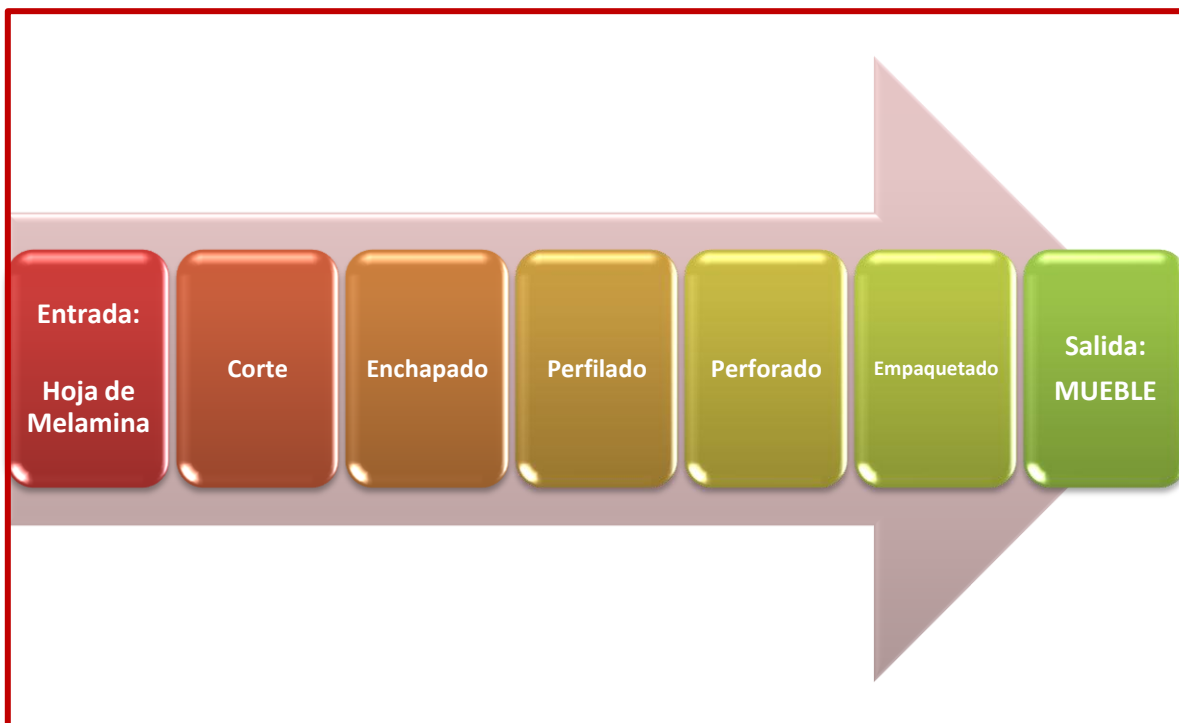 Entrada:
Hoja de
Melamina
Corte
Enchapado
Perfilado
Perforado
Empaquetado
Salida:
MUEBLE